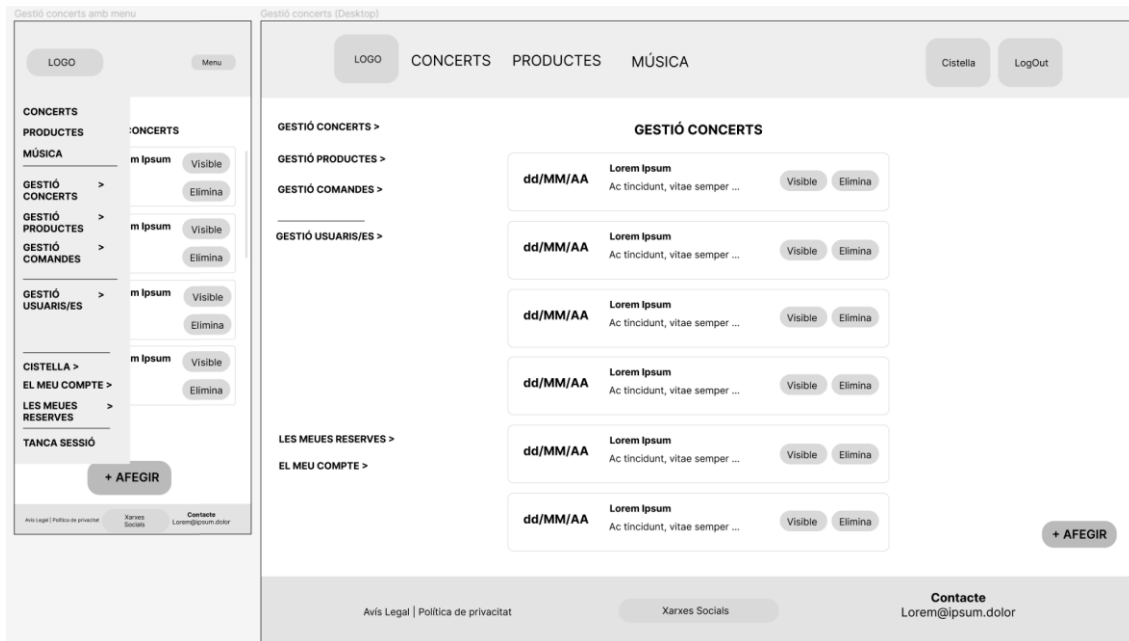 Gestió concerts amb menu
LOGO
Menu
CONCERTS
PRODUCTES
MÚSICA
GESTIÓ >
CONCERTS
GESTIÓ >
PRODUCTES
GESTIÓ >
COMANDES
GESTIÓ >
USUARIS/ES
CISTELLA >
EL MEU COMPTE >
LES MEUES >
RESERVES
TANCA SESSIÓ
ONCERTS
m Ipsum
Visible
Elimina
m Ipsum
Visible
Elimina
m Ipsum
Visible
Elimina
m Ipsum
Visible
Elimina
+ AFEGIR
Avís Legal | Política de privacitat
Xarxes
Socials
Contacte
Lorem@ipsum.dolor
Gestió concerts (Desktop)
LOGO
CONCERTS
PRODUCTES
MÚSICA
Cistella
LogOut
GESTIÓ CONCERTS >
GESTIÓ PRODUCTES >
GESTIÓ COMANDES >
GESTIÓ USUARIS/ES >
LES MEUES RESERVES >
EL MEU COMPTE >
GESTIÓ CONCERTS
dd/MM/AA
Lorem Ipsum
Ac tincidunt, vitae semper ...
Visible
Elimina
dd/MM/AA
Lorem Ipsum
Ac tincidunt, vitae semper ...
Visible
Elimina
dd/MM/AA
Lorem Ipsum
Ac tincidunt, vitae semper ...
Visible
Elimina
dd/MM/AA
Lorem Ipsum
Ac tincidunt, vitae semper ...
Visible
Elimina
dd/MM/AA
Lorem Ipsum
Ac tincidunt, vitae semper ...
Visible
Elimina
dd/MM/AA
Lorem Ipsum
Ac tincidunt, vitae semper ...
Visible
Elimina
+ AFEGIR
Avís Legal | Política de privacitat
Xarxes Socials
Contacte
Lorem@ipsum.dolor